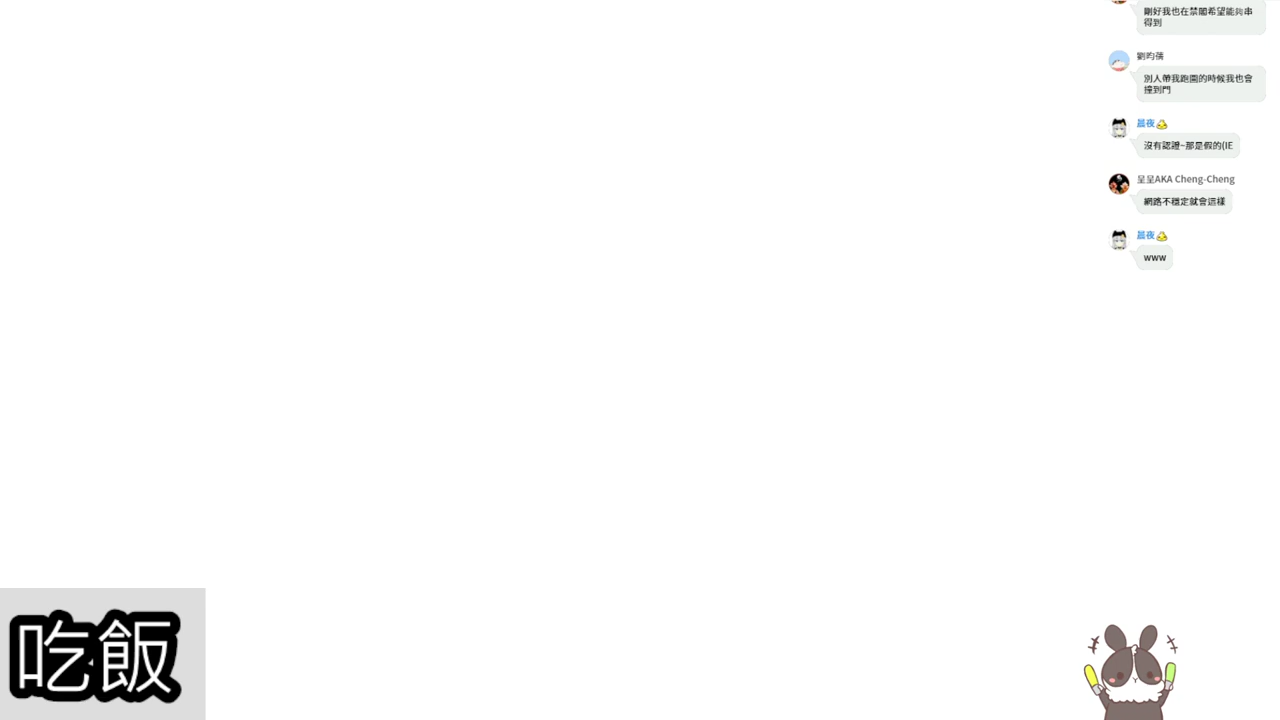 剛好我也在禁閣希望能夠串
得到
劉昀蒨
別人帶我跑圖的時候我也會
撞到門
晨夜
沒有認證~那是假的(IE
呈呈AKA Cheng-Cheng
網路不穩定就會這樣
晨夜
www
吃飯